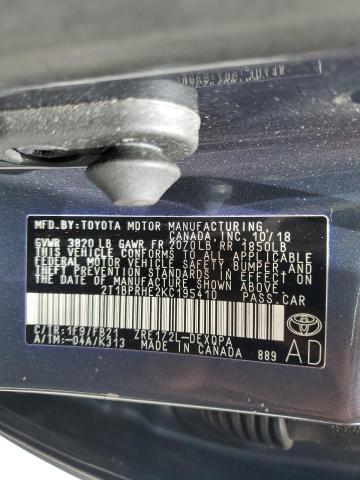 MFD.BY:TOYOTA MOTOR MANUFACTURING
CANADA,INC.10/18
GVWR 3820 LB GAWR FR 2070LB RR 1850LB
THIS VEHICLE CONFORMS TO ALL APPLICABLE
FEDERAL MOTOR VEHICLE SAFETY,BUMPER,AND
THEFT PREVENTION STANDARDS IN EFFECT ON
THE DATE OF MANUFACTURE SHOWN ABOVE.
2T1BPRHE2KC195410 PASS.CAR
C/TR:1F9/FB21 ZRE172L-DEXQPA
A/TM:-04A/K313 MADE IN CANADA 889
AD
TOYOTA